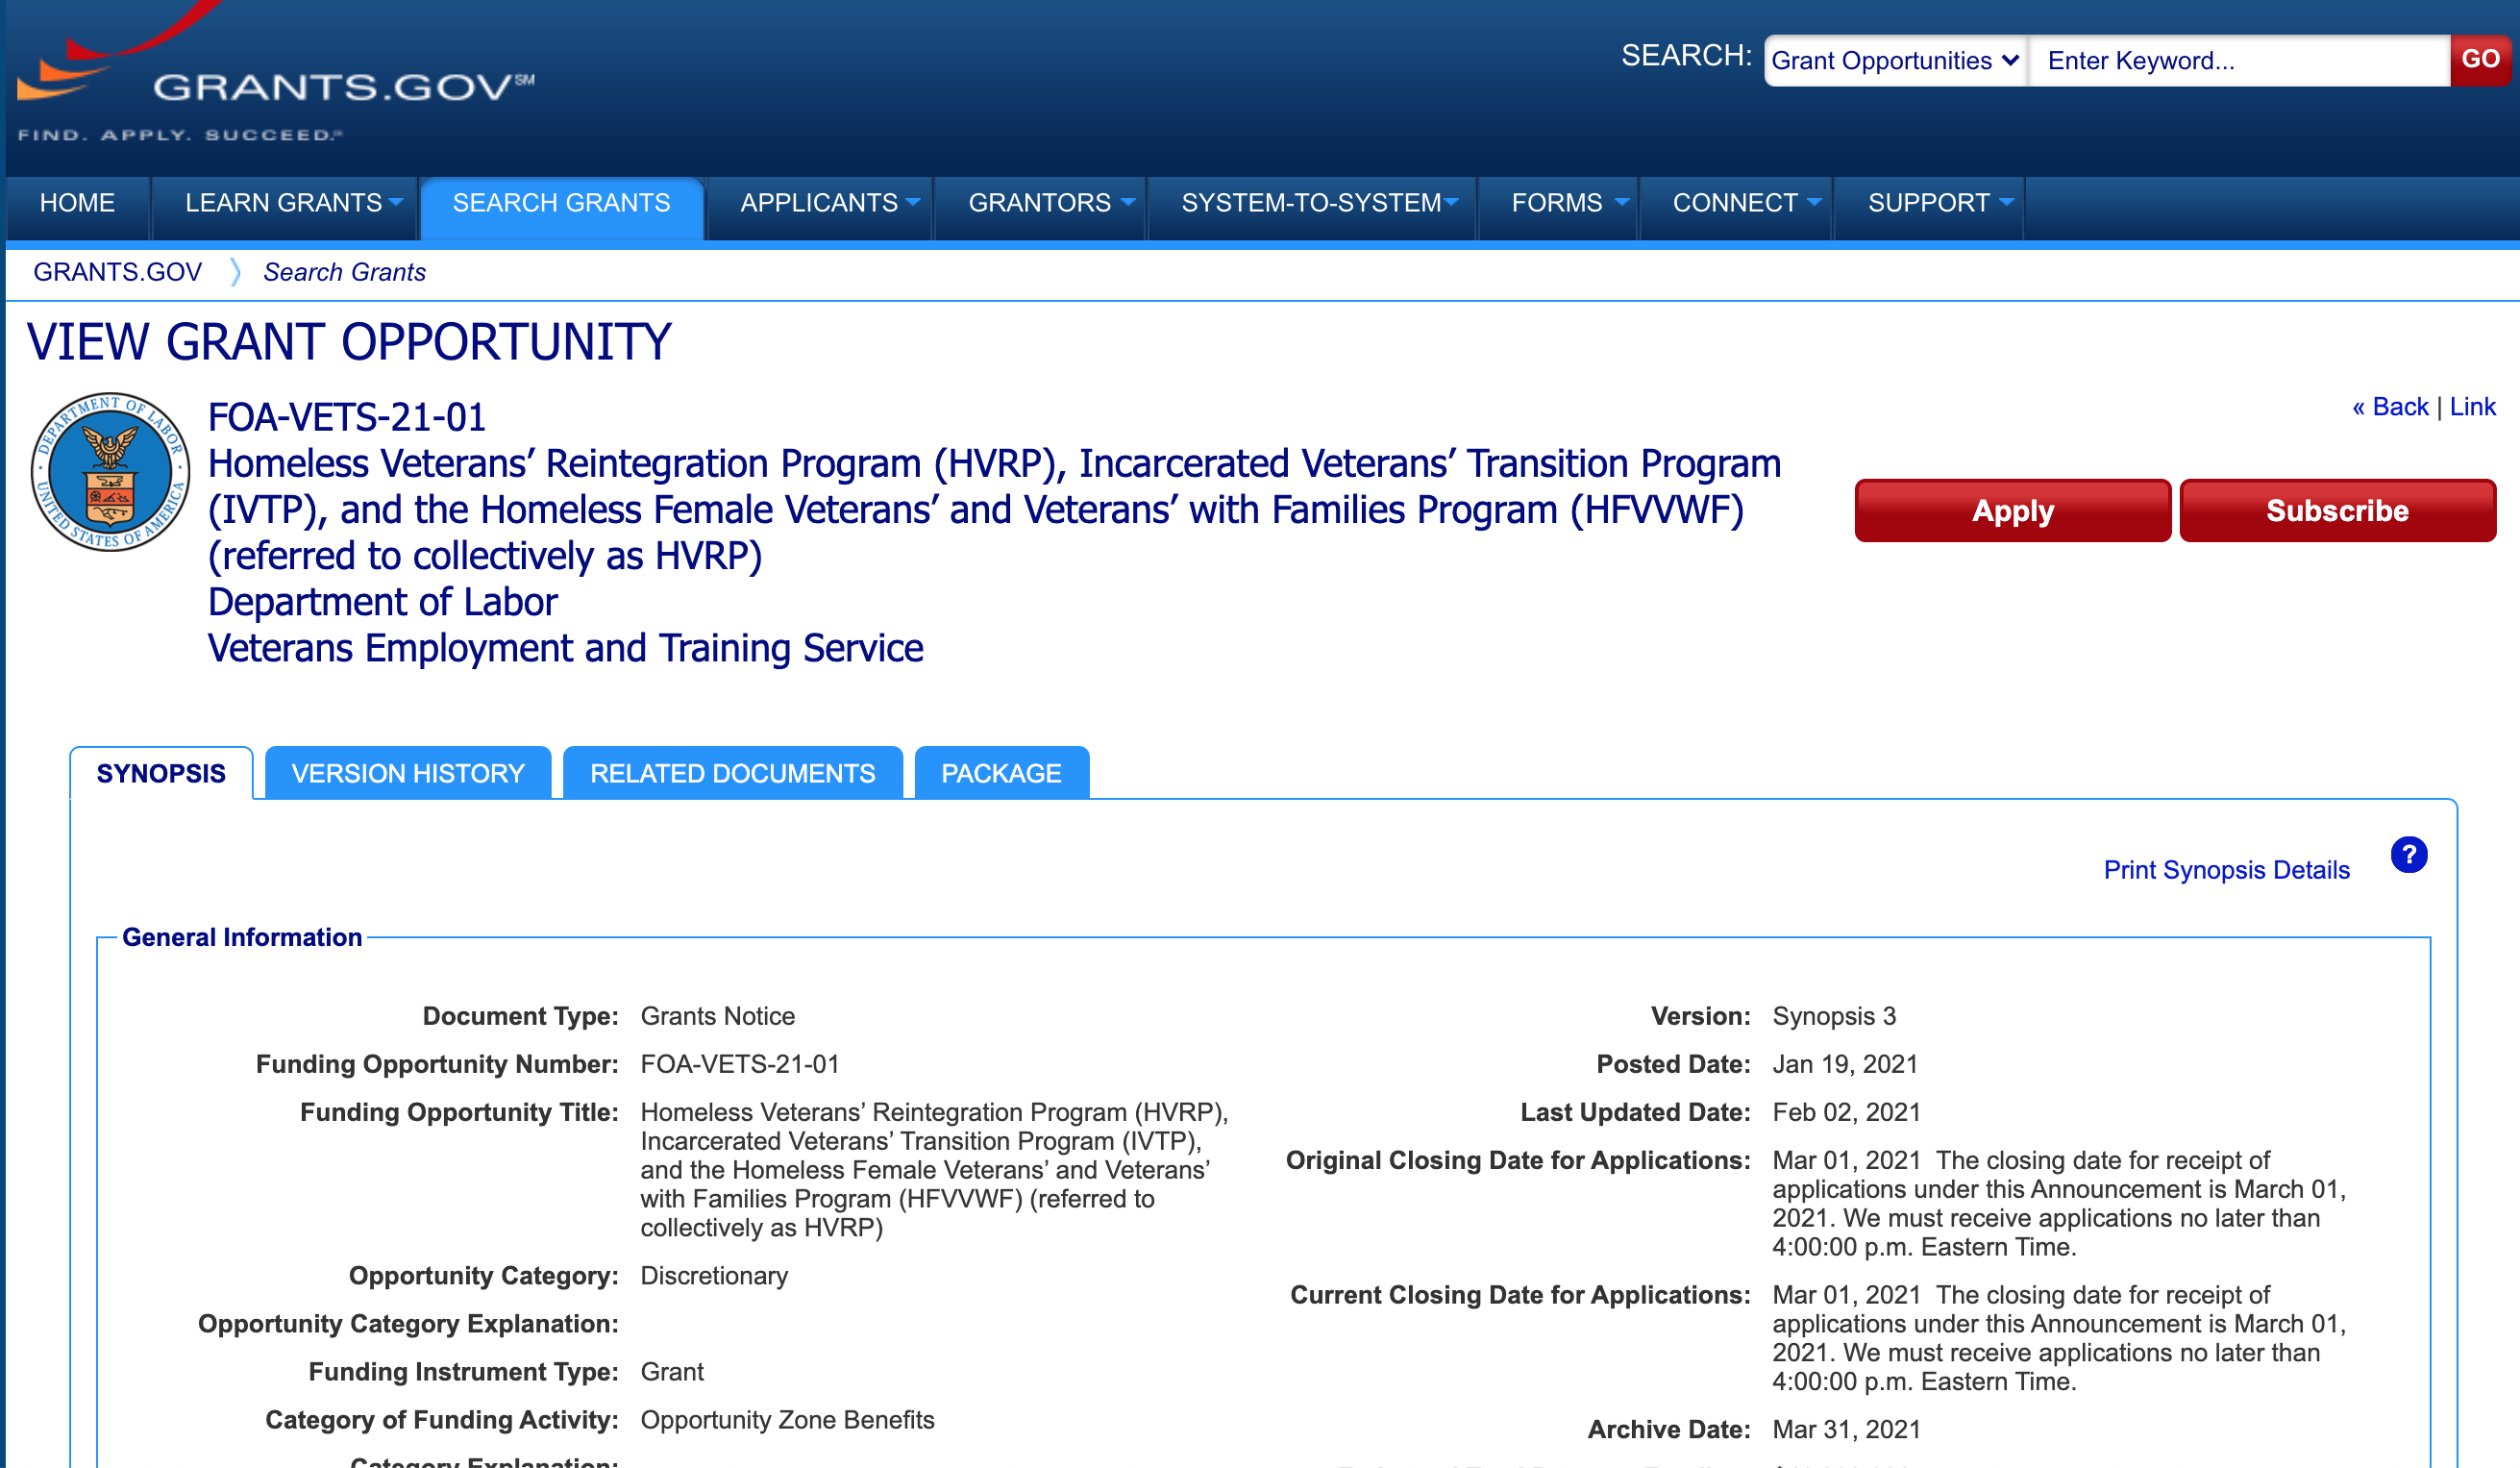 GRANTS.GOV℠
FIND. APPLY. SUCCEED.℠
SEARCH: Grant Opportunities Enter Keyword... GO
HOME LEARN GRANTS SEARCH GRANTS APPLICANTS GRANTORS SYSTEM-TO-SYSTEM FORMS CONNECT SUPPORT
GRANTS.GOV 〉 Search Grants
VIEW GRANT OPPORTUNITY
DEPARTMENT OF LABOR
UNITED STATES OF AMERICA
FOA-VETS-21-01
Homeless Veterans’ Reintegration Program (HVRP), Incarcerated Veterans’ Transition Program
(IVTP), and the Homeless Female Veterans’ and Veterans’ with Families Program (HFVVWF)
(referred to collectively as HVRP)
Department of Labor
Veterans Employment and Training Service
« Back | Link
Apply Subscribe
SYNOPSIS VERSION HISTORY RELATED DOCUMENTS PACKAGE
Print Synopsis Details ?
General Information
Document Type: Grants Notice
Funding Opportunity Number: FOA-VETS-21-01
Funding Opportunity Title: Homeless Veterans’ Reintegration Program (HVRP),
Incarcerated Veterans’ Transition Program (IVTP),
and the Homeless Female Veterans’ and Veterans’
with Families Program (HFVVWF) (referred to
collectively as HVRP)
Opportunity Category: Discretionary
Opportunity Category Explanation:
Funding Instrument Type: Grant
Category of Funding Activity: Opportunity Zone Benefits
Category Explanation:
Version: Synopsis 3
Posted Date: Jan 19, 2021
Last Updated Date: Feb 02, 2021
Original Closing Date for Applications: Mar 01, 2021 The closing date for receipt of
applications under this Announcement is March 01,
2021. We must receive applications no later than
4:00:00 p.m. Eastern Time.
Current Closing Date for Applications: Mar 01, 2021 The closing date for receipt of
applications under this Announcement is March 01,
2021. We must receive applications no later than
4:00:00 p.m. Eastern Time.
Archive Date: Mar 31, 2021